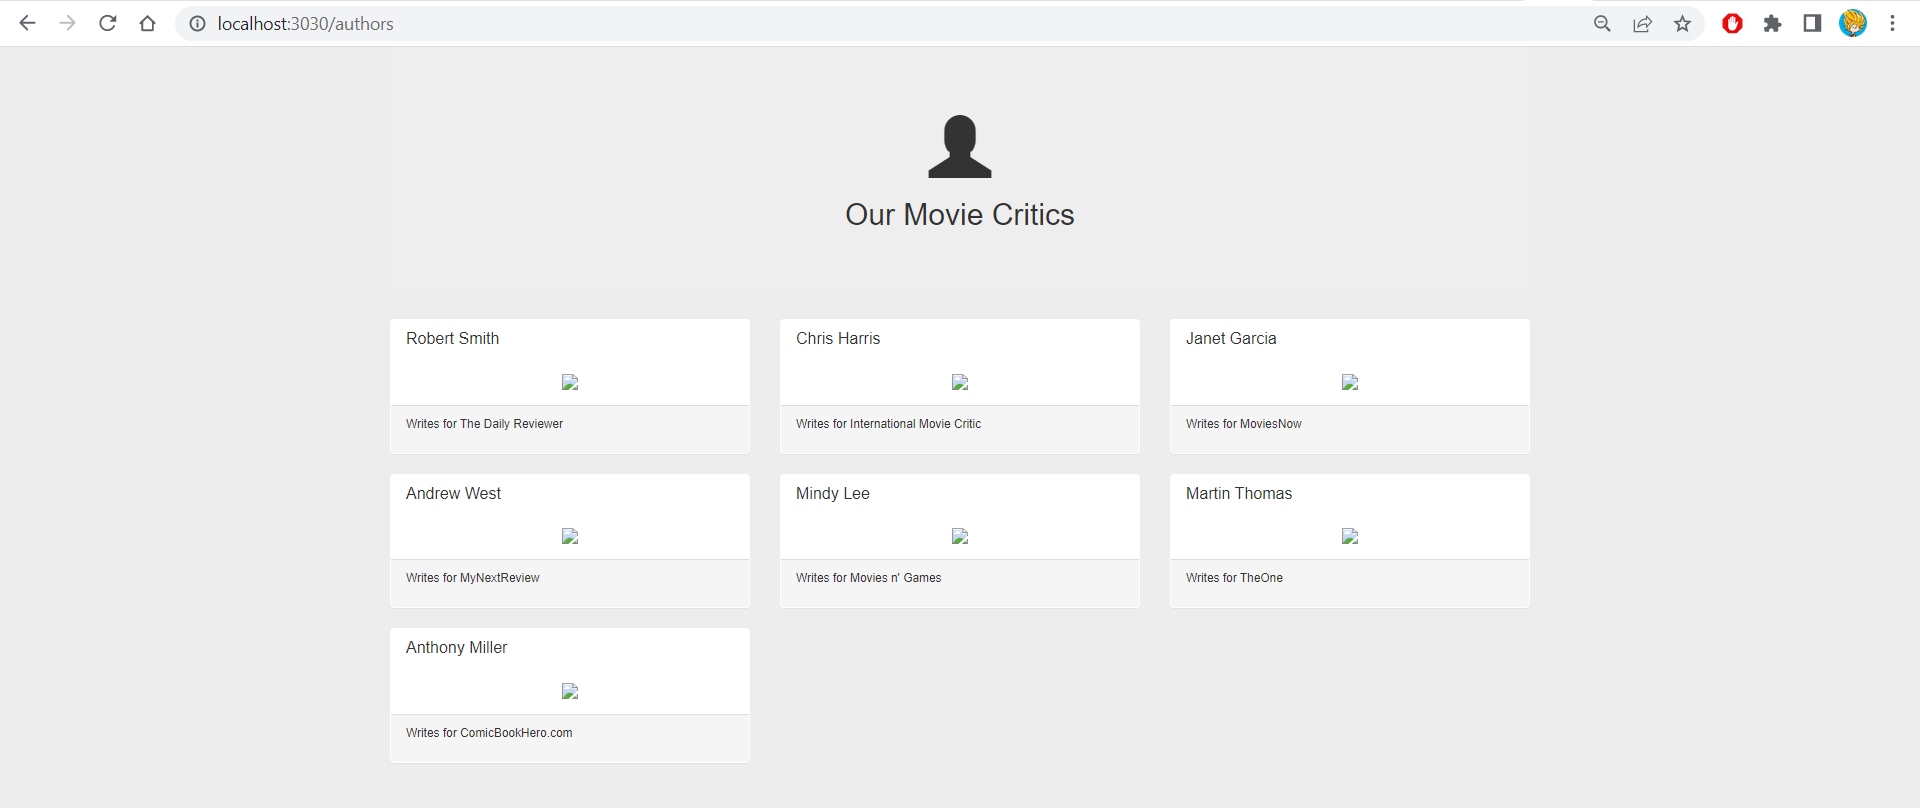 localhost:3030/authors
Our Movie Critics
Robert Smith
Writes for The Daily Reviewer
Chris Harris
Writes for International Movie Critic
Janet Garcia
Writes for MoviesNow
Andrew West
Writes for MyNextReview
Mindy Lee
Writes for Movies n' Games
Martin Thomas
Writes for TheOne
Anthony Miller
Writes for ComicBookHero.com